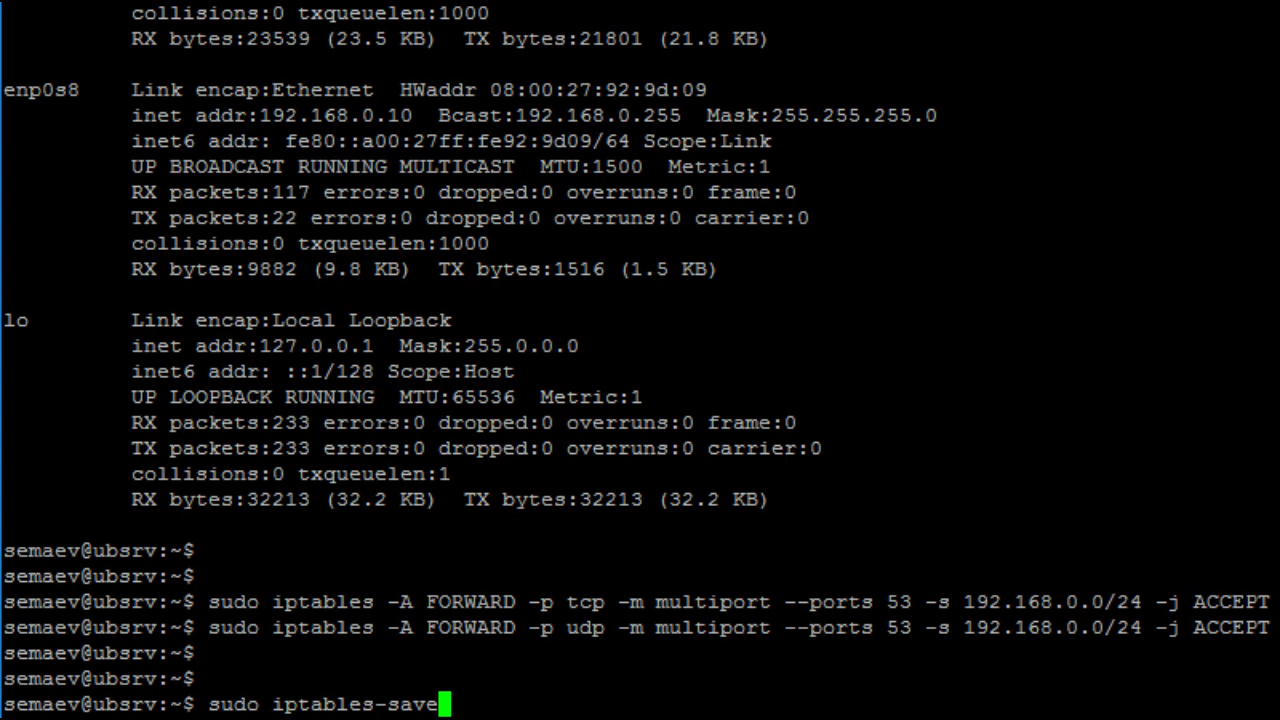 collisions:0 txqueuelen:1000
RX bytes:23539 (23.5 KB)  TX bytes:21801 (21.8 KB)
enp0s8    Link encap:Ethernet  HWaddr 08:00:27:92:9d:09
inet addr:192.168.0.10  Bcast:192.168.0.255  Mask:255.255.255.0
inet6 addr: fe80::a00:27ff:fe92:9d09/64 Scope:Link
UP BROADCAST RUNNING MULTICAST  MTU:1500  Metric:1
RX packets:117 errors:0 dropped:0 overruns:0 frame:0
TX packets:22 errors:0 dropped:0 overruns:0 carrier:0
collisions:0 txqueuelen:1000
RX bytes:9882 (9.8 KB)  TX bytes:1516 (1.5 KB)
lo        Link encap:Local Loopback
inet addr:127.0.0.1  Mask:255.0.0.0
inet6 addr: ::1/128 Scope:Host
UP LOOPBACK RUNNING  MTU:65536  Metric:1
RX packets:233 errors:0 dropped:0 overruns:0 frame:0
TX packets:233 errors:0 dropped:0 overruns:0 carrier:0
collisions:0 txqueuelen:1
RX bytes:32213 (32.2 KB)  TX bytes:32213 (32.2 KB)
semaev@ubsrv:~$
semaev@ubsrv:~$
semaev@ubsrv:~$ sudo iptables -A FORWARD -p tcp -m multiport --ports 53 -s 192.168.0.0/24 -j ACCEPT
semaev@ubsrv:~$ sudo iptables -A FORWARD -p udp -m multiport --ports 53 -s 192.168.0.0/24 -j ACCEPT
semaev@ubsrv:~$
semaev@ubsrv:~$
semaev@ubsrv:~$ sudo iptables-save